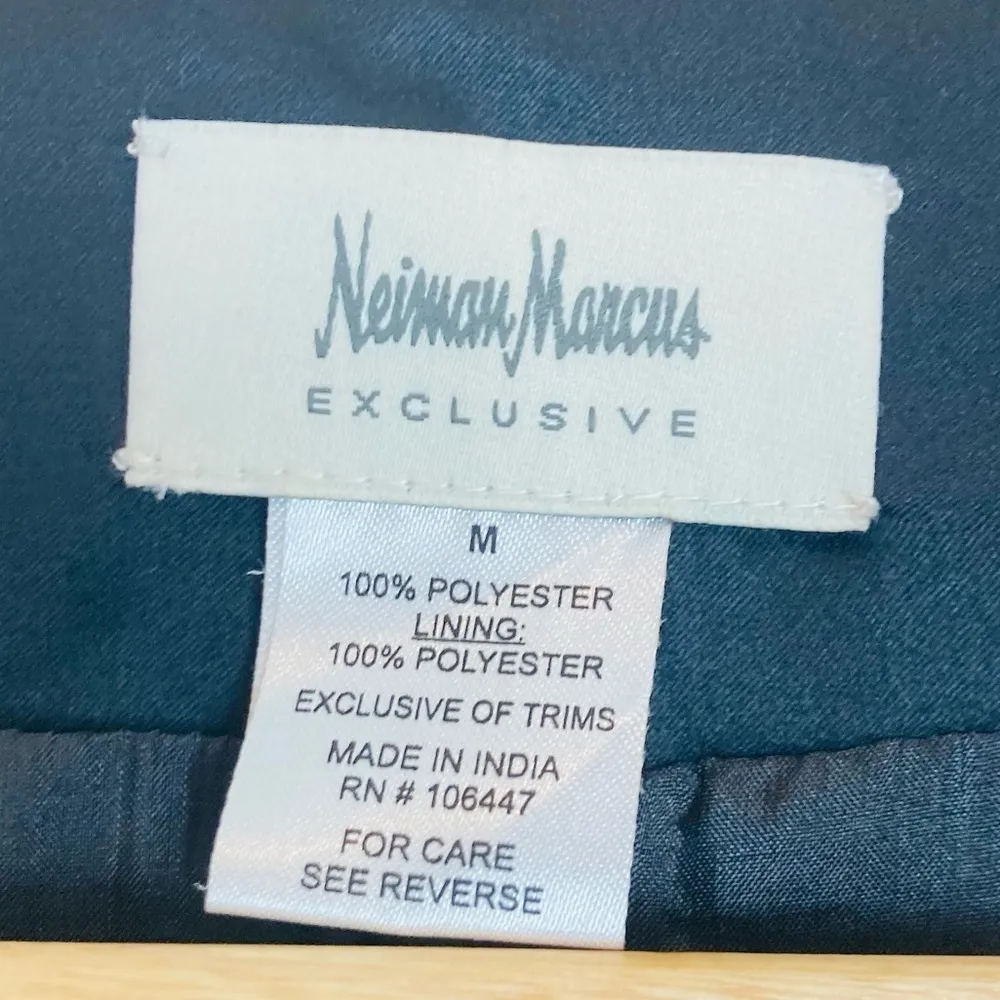 Neiman Marcus
EXCLUSIVE
M
100% POLYESTER
LINING:
100% POLYESTER
EXCLUSIVE OF TRIMS
MADE IN INDIA
RN # 106447
FOR CARE
SEE REVERSE